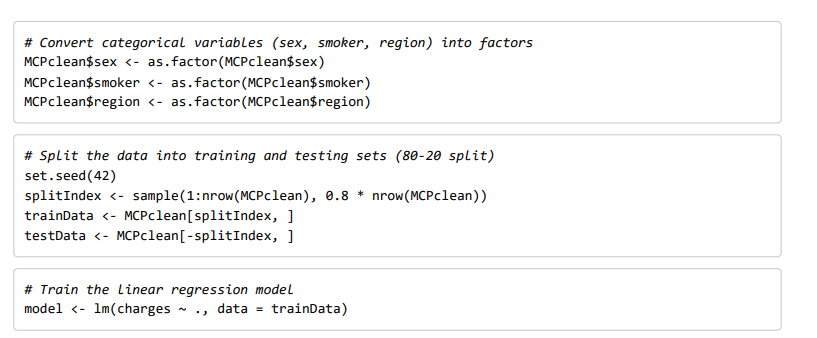 # Convert categorical variables (sex, smoker, region) into factors
MCPclean$sex <- as.factor(MCPclean$sex)
MCPclean$smoker <- as.factor(MCPclean$smoker)
MCPclean$region <- as.factor(MCPclean$region)
# Split the data into training and testing sets (80-20 split)
set.seed(42)
splitIndex <- sample(1:nrow(MCPclean), 0.8 * nrow(MCPclean))
trainData <- MCPclean[splitIndex, ]
testData <- MCPclean[-splitIndex, ]
# Train the linear regression model
model <- lm(charges ~ ., data = trainData)